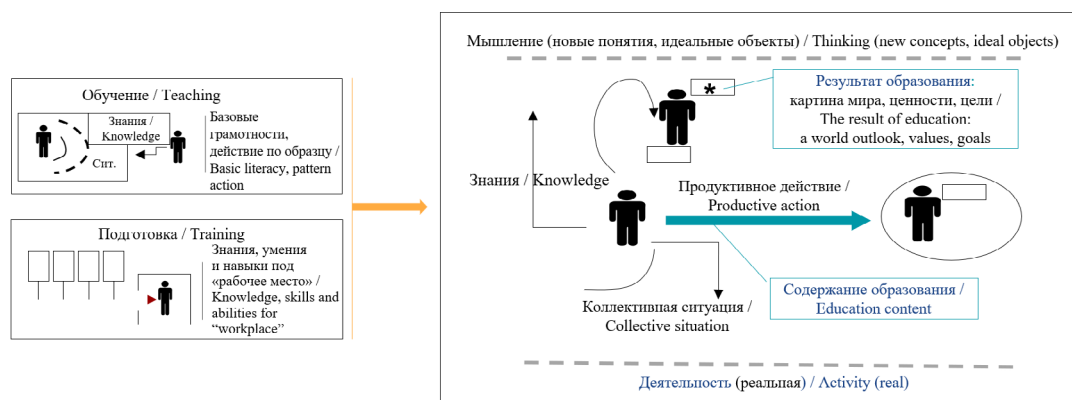 Обучение / Teaching
Знания /
Knowledge
Сит.
Базовые
грамотности,
действие по образцу /
Basic literacy, pattern
action
Подготовка / Training
Знания, умения
и навыки под
«рабочее место» /
Knowledge, skills and
abilities for
“workplace”
Мышление (новые понятия, идеальные объекты) / Thinking (new concepts, ideal objects)
*
Результат образования:
картина мира, ценности, цели /
The result of education:
a world outlook, values, goals
Знания / Knowledge
Продуктивное действие /
Productive action
Содержание образования /
Education content
Коллективная ситуация /
Collective situation
Деятельность (реальная) / Activity (real)